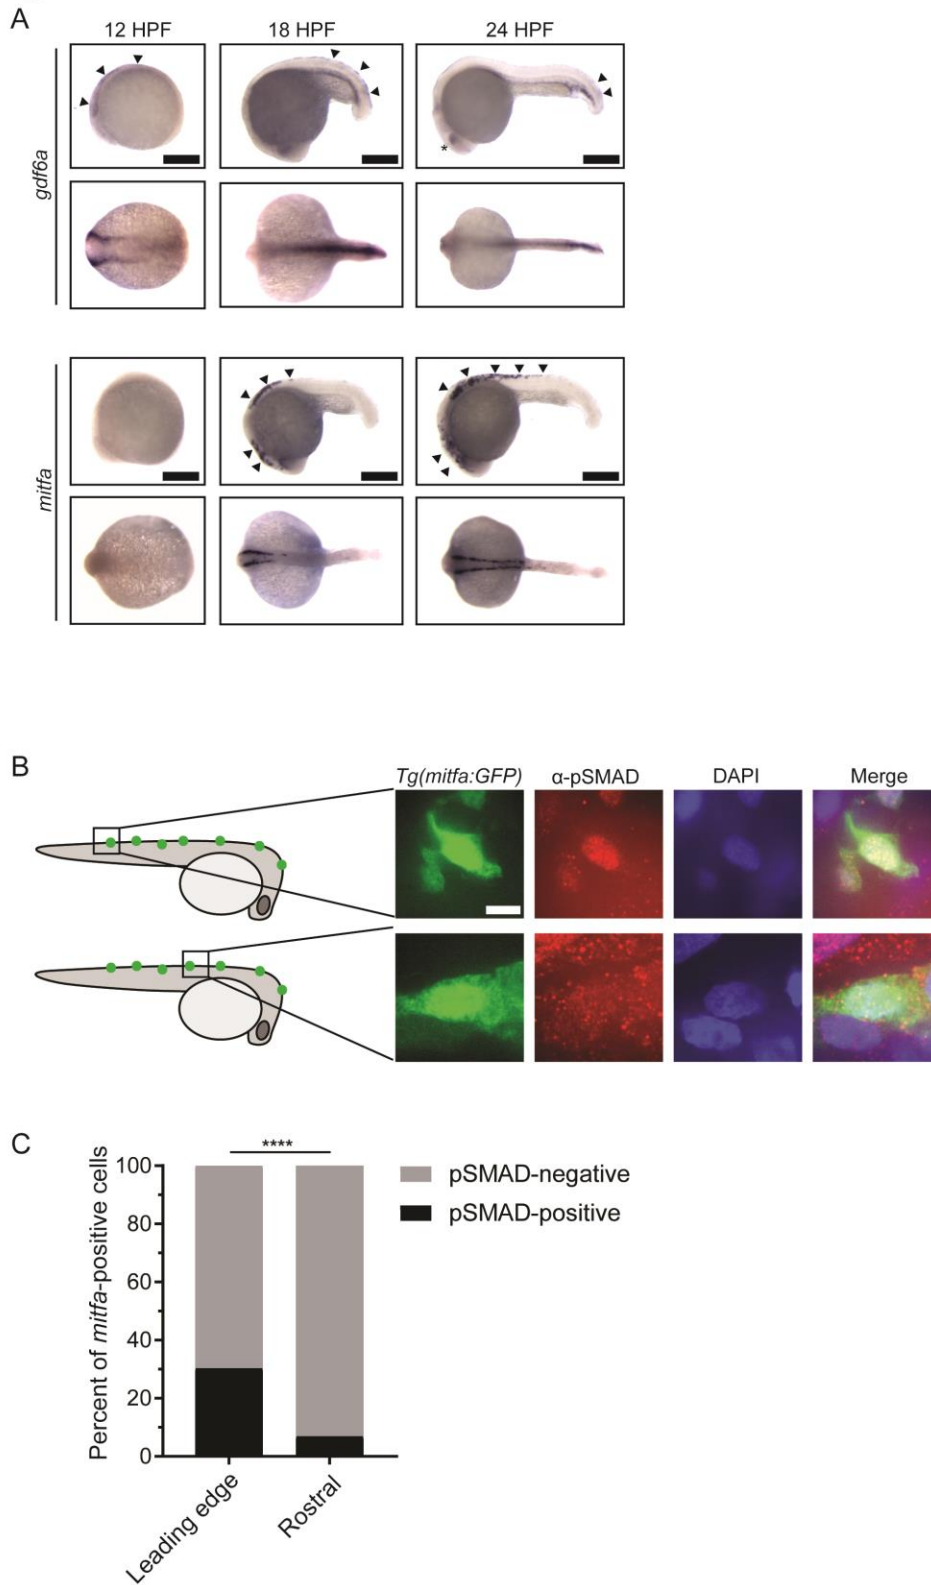 A
12 HPF 18 HPF 24 HPF
gdf6a
*
mitfa
B
Tg(mitfa:GFP) α-pSMAD DAPI Merge
C
****
Percent of mitfa-positive cells
100
80
60
40
20
0
pSMAD-negative
pSMAD-positive
Leading edge
Rostral